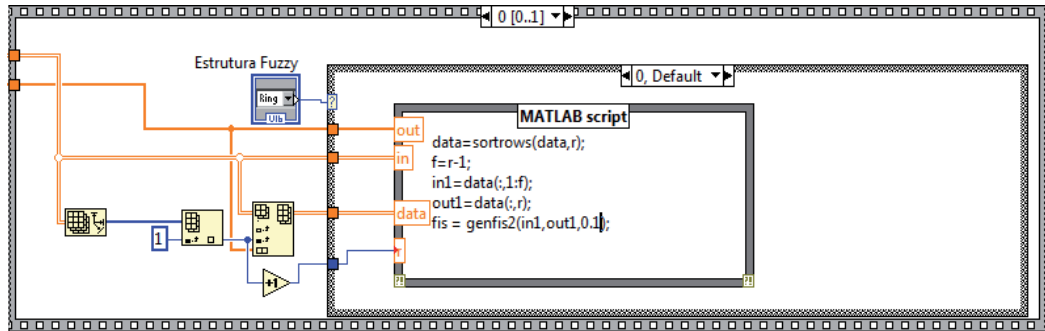 0 [0..1]
Estrutura Fuzzy
0, Default
Ring
U16
?
MATLAB script
out
in
data
r
data=sortrows(data,r);
f=r-1;
in1=data(:,1:f);
out1=data(:,r);
fis = genfis2(in1,out1,0.1);
1
+1
?!
?!